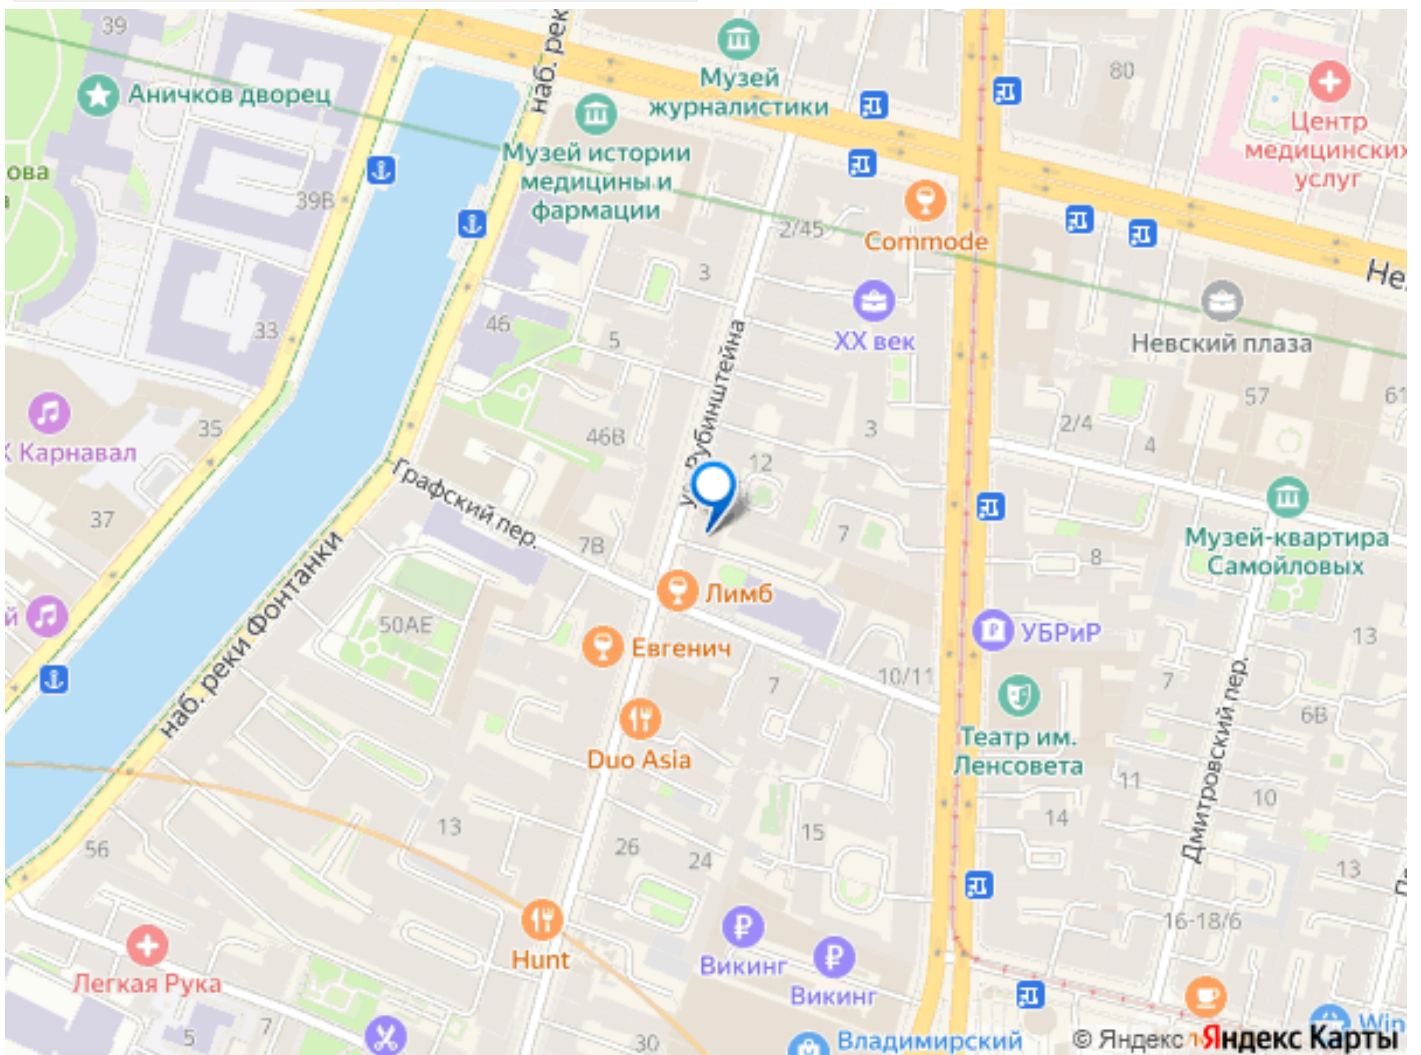 39
наб. рек
Музей
журналистики
80
Аничков дворец
Центр
медицинских
услуг
Музей истории
медицины и
фармации
ова
а
39В
2/45
Commode
Не
3
33
46
5
ул. Рубинштейна
XX век
Невский плаза
57
61
35
К Карнавал
46В
3
2/4
4
12
Графский пер.
37
7В
7
8
Музей-квартира
Самойловых
наб. реки Фонтанки
Лимб
й
50АЕ
Евгенич
УБРиР
13
7
10/11
7
6В
Duo Asia
Театр им.
Ленсовета
Дмитровский пер.
11
10
13
15
14
56
26
24
13
16-18/6
Hunt
Викинг
Викинг
Легкая Рука
5
7
30
Владимирский
Win
© Яндекс
Яндекс Карты